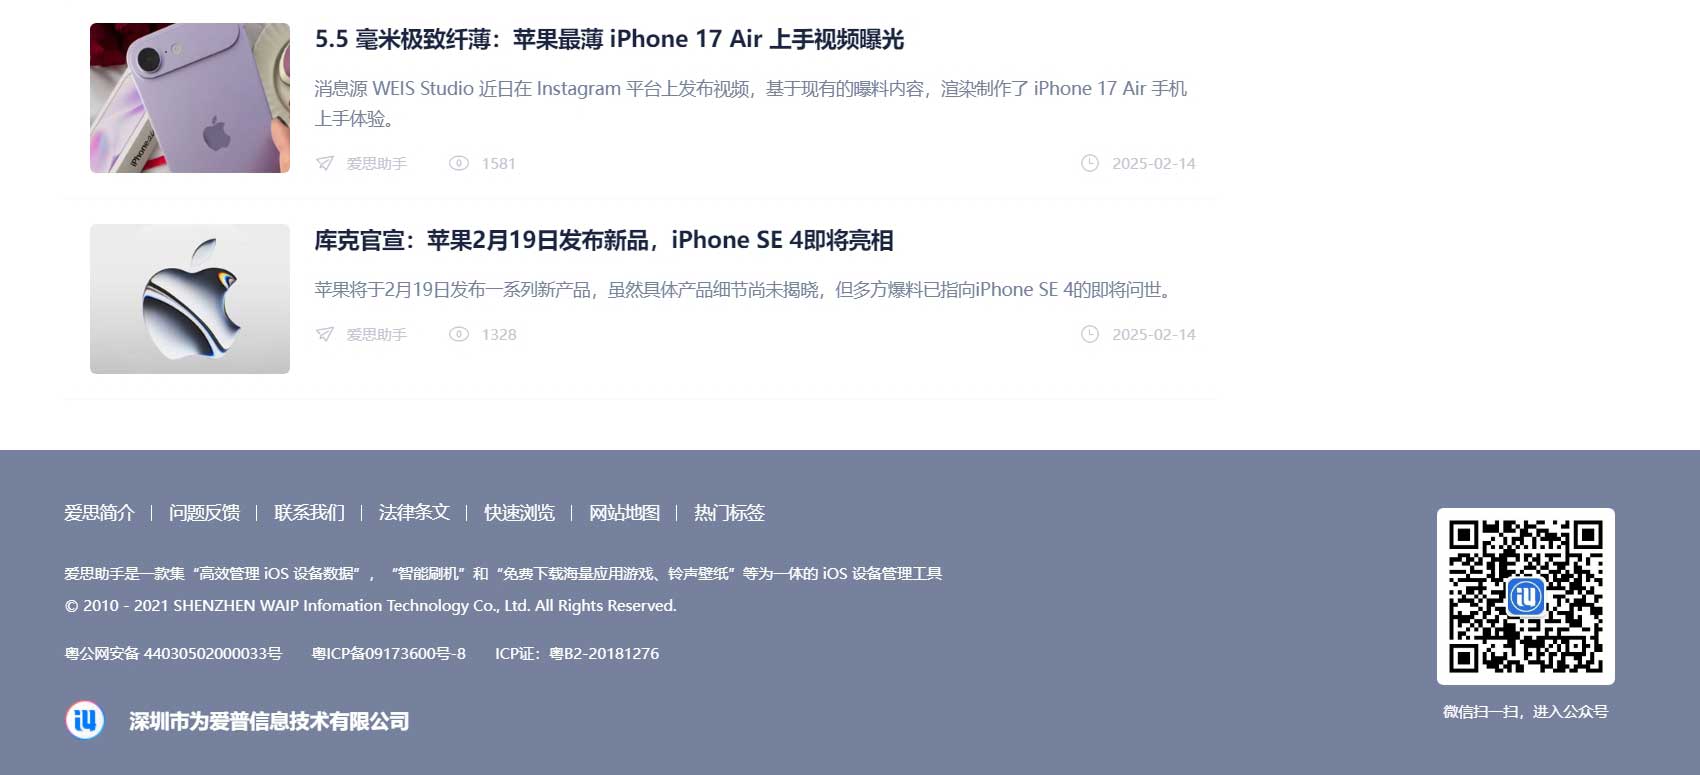 5.5 毫米极致纤薄：苹果最薄 iPhone 17 Air 上手视频曝光
消息源 WEIS Studio 近日在 Instagram 平台上发布视频，基于现有的曝料内容，渲染制作了 iPhone 17 Air 手机
上手体验。
爱思助手 1581 2025-02-14
库克官宣：苹果2月19日发布新品，iPhone SE 4即将亮相
苹果将于2月19日发布一系列新产品，虽然具体产品细节尚未揭晓，但多方爆料已指向iPhone SE 4的即将问世。
爱思助手 1328 2025-02-14
爱思简介 | 问题反馈 | 联系我们 | 法律条文 | 快速浏览 | 网站地图 | 热门标签
爱思助手是一款集“高效管理 iOS 设备数据”，“智能刷机”和“免费下载海量应用游戏、铃声壁纸”等为一体的 iOS 设备管理工具
© 2010 - 2021 SHENZHEN WAIP Infomation Technology Co., Ltd. All Rights Reserved.
粤公网安备 44030502000033号 粤ICP备09173600号-8 ICP证：粤B2-20181276
深圳市为爱普信息技术有限公司
微信扫一扫，进入公众号